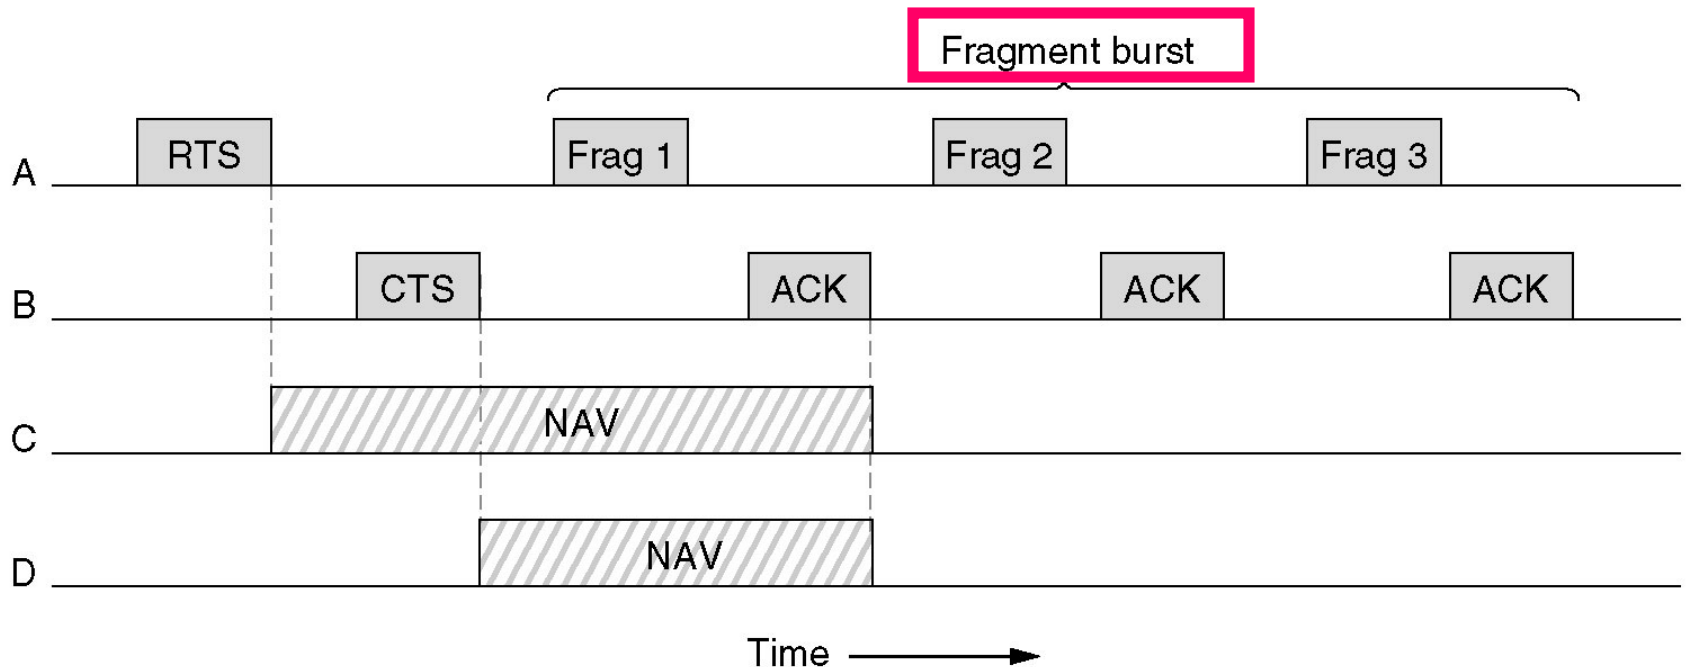 Fragment burst
A RTS Frag 1 Frag 2 Frag 3
B CTS ACK ACK ACK
C NAV
D NAV
Time